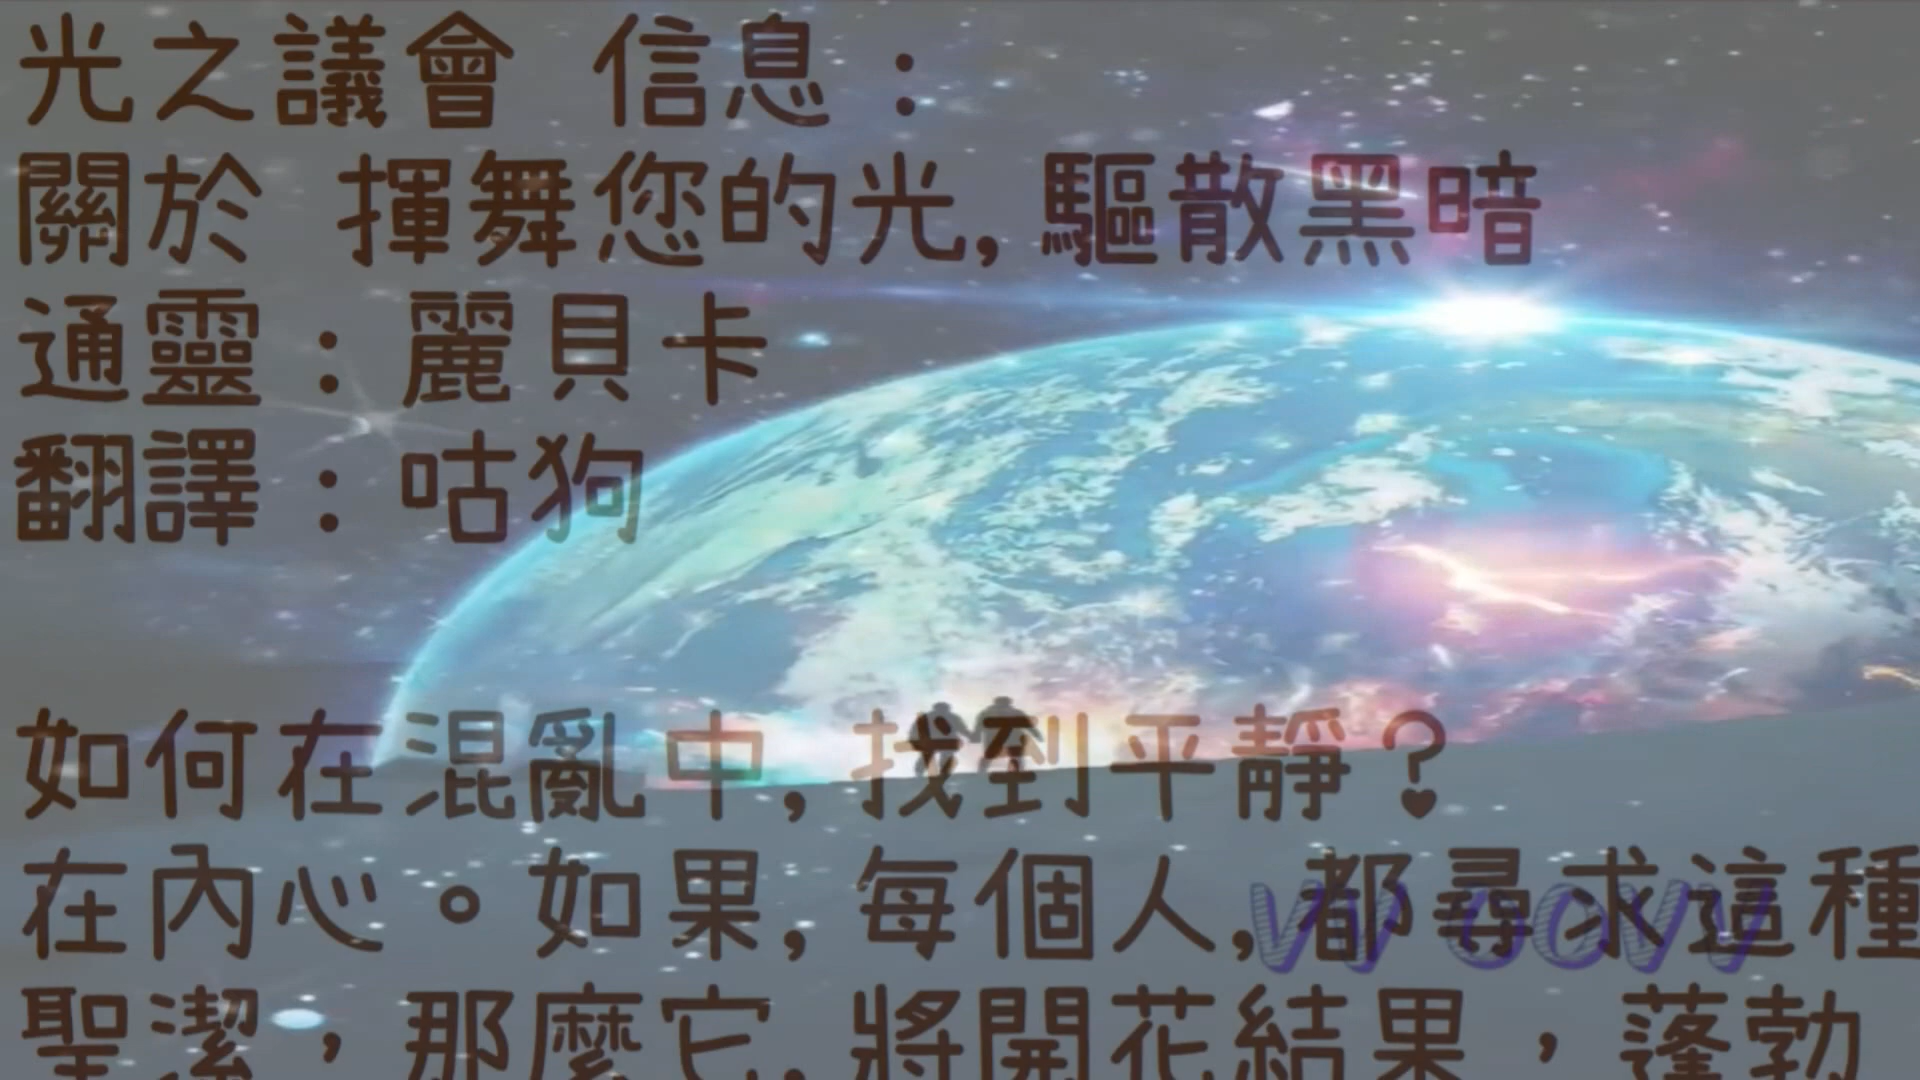 光之議會 信息：
關於 揮舞您的光,驅散黑暗
通靈：麗貝卡
翻譯：咕狗
如何在混亂中,找到平靜?
在內心。如果,每個人,都尋求這種
聖潔，那麼它,將開花結果，蓬勃